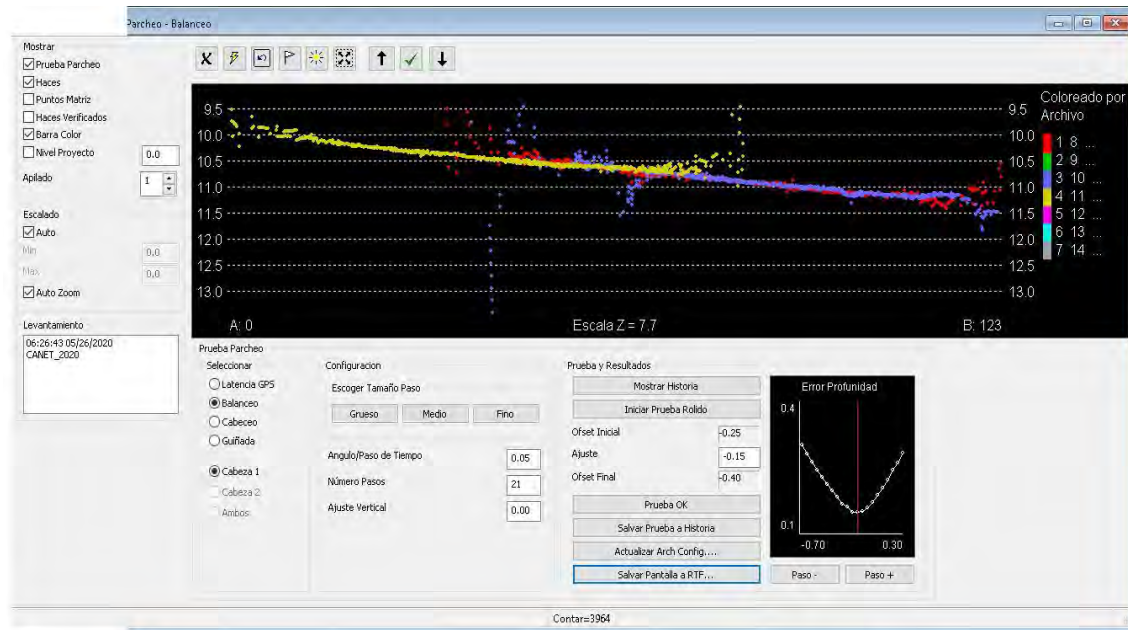 Parcheo - Balanceo
Mostrar
Prueba Parcheo
Haces
Puntos Matriz
Haces Verificados
Barra Color
Nivel Proyecto 0.0
Apilado 1
Escalado
Auto
Min 0.0
Max. 0.0
Auto Zoom
Levantamiento
06:26:43 05/26/2020
CANET_2020
9.5 9.5
10.0 10.0
10.5 10.5
11.0 11.0
11.5 11.5
12.0 12.0
12.5 12.5
13.0 13.0
A: 0 Escala Z = 7.7 B: 123
Coloreado por
Archivo
1 8 ...
2 9 ...
3 10 ...
4 11 ...
5 12 ...
6 13 ...
7 14 ...
Prueba Parcheo
Seleccionar
Latencia GPS
Balanceo
Cabeceo
Guiñada
Cabeza 1
Cabeza 2
Ambos
Configuracion
Escoger Tamaño Paso
Grueso Medio Fino
Angulo/Paso de Tiempo 0.05
Número Pasos 21
Ajuste Vertical 0.00
Prueba y Resultados
Mostrar Historia
Iniciar Prueba Rolido
Ofset Inicial -0.25
Ajuste -0.15
Ofset Final -0.40
Prueba OK
Salvar Prueba a Historia
Actualizar Arch Config....
Salvar Pantalla a RTF...
Error Profunidad
0.4
0.1
-0.70 0.30
Paso - Paso +
Contar=3964